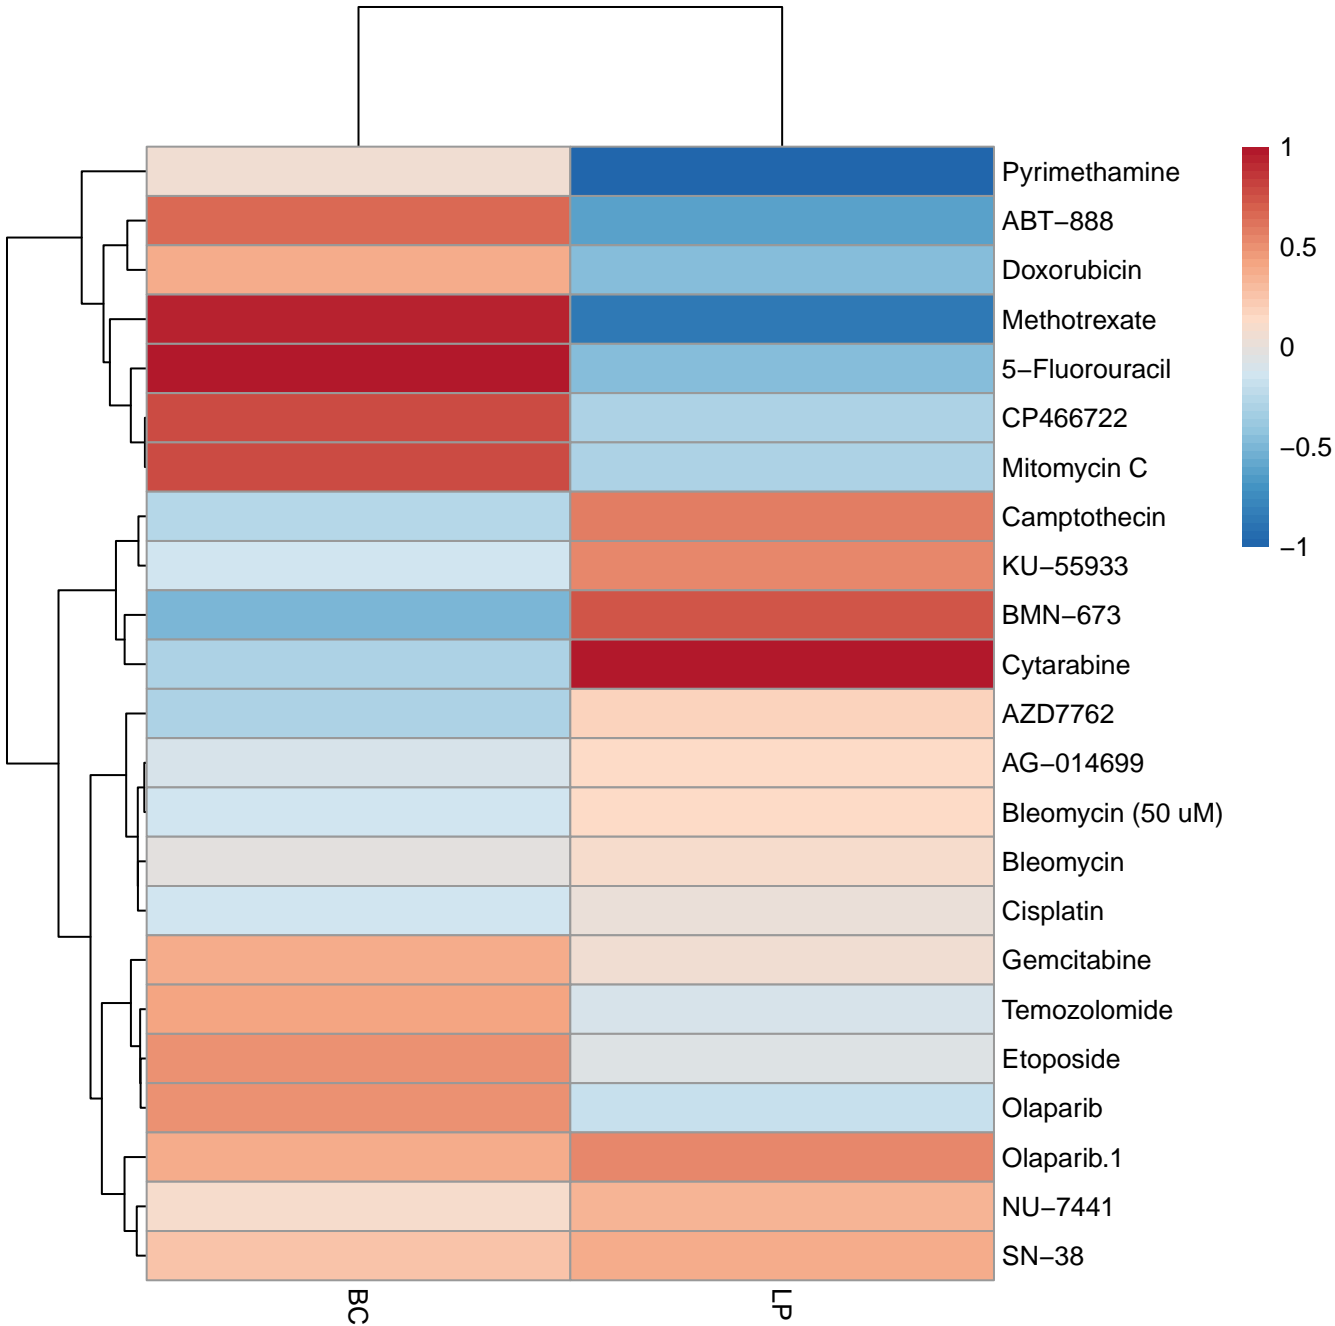 Pyrimethamine
ABT−888
Doxorubicin
Methotrexate
5−Fluorouracil
CP466722
Mitomycin C
Camptothecin
KU−55933
BMN−673
Cytarabine
AZD7762
AG−014699
Bleomycin (50 uM)
Bleomycin
Cisplatin
Gemcitabine
Temozolomide
Etoposide
Olaparib
Olaparib.1
NU−7441
SN−38
BC
LP
1
0.5
0
−0.5
−1